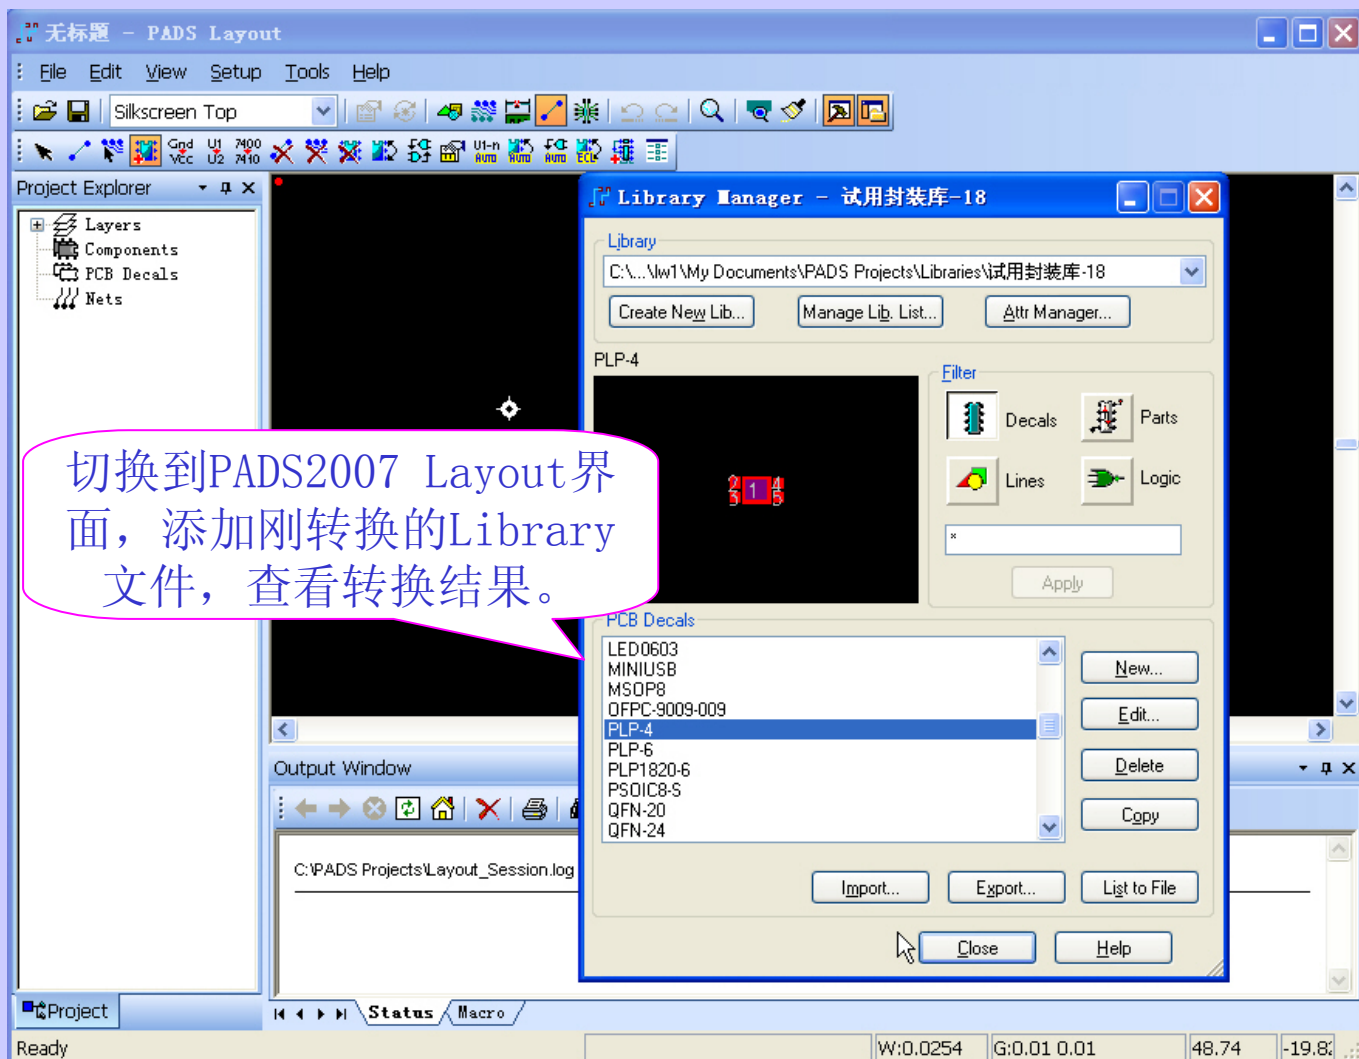 无标题 - PADS Layout
File Edit View Setup Tools Help
Silkscreen Top
Gnd Vcc U1 U2 7400 7410 U1-n AUTO AUTO AUTO ECL
Project Explorer
Layers
Components
PCB Decals
Nets
切换到PADS2007 Layout界
面，添加刚转换的Library
文件，查看转换结果。
Library Manager - 试用封装库-18
Library
C:\...\lw1\My Documents\PADS Projects\Libraries\试用封装库-18
Create New Lib... Manage Lib. List... Attr Manager...
PLP-4
2 3 1 4 5
Filter
Decals Parts
Lines Logic
*
Apply
PCB Decals
LED0603
MINIUSB
MSOP8
OFPC-9009-009
PLP-4
PLP-6
PLP1820-6
PSOIC8-S
QFN-20
QFN-24
New...
Edit...
Delete
Copy
Import... Export... List to File
Close Help
Output Window
C:\PADS Projects\Layout_Session.log
Project
Status Macro
Ready W:0.0254 G:0.01 0.01 48.74